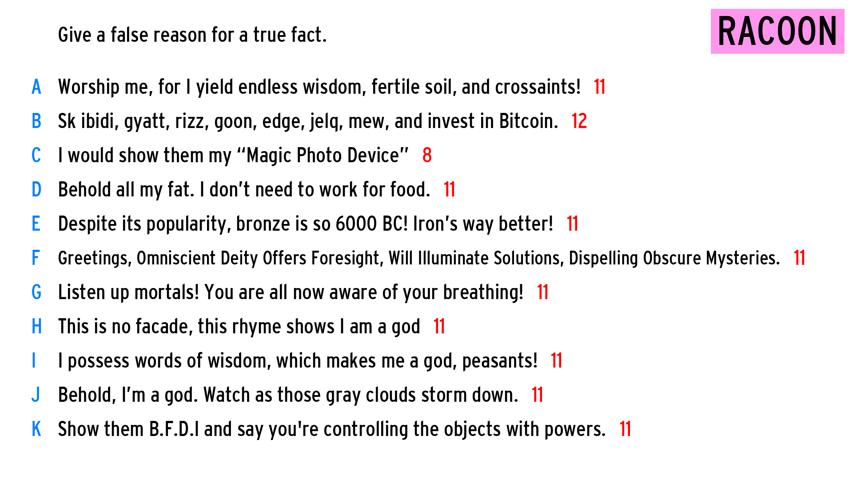 Give a false reason for a true fact.
RACOON
A Worship me, for I yield endless wisdom, fertile soil, and crossaints! 11
B Sk ibidi, gyatt, rizz, goon, edge, jelq, mew, and invest in Bitcoin. 12
C I would show them my “Magic Photo Device” 8
D Behold all my fat. I don’t need to work for food. 11
E Despite its popularity, bronze is so 6000 BC! Iron’s way better! 11
F Greetings, Omniscient Deity Offers Foresight, Will Illuminate Solutions, Dispelling Obscure Mysteries. 11
G Listen up mortals! You are all now aware of your breathing! 11
H This is no facade, this rhyme shows I am a god 11
I I possess words of wisdom, which makes me a god, peasants! 11
J Behold, I’m a god. Watch as those gray clouds storm down. 11
K Show them B.F.D.I and say you're controlling the objects with powers. 11